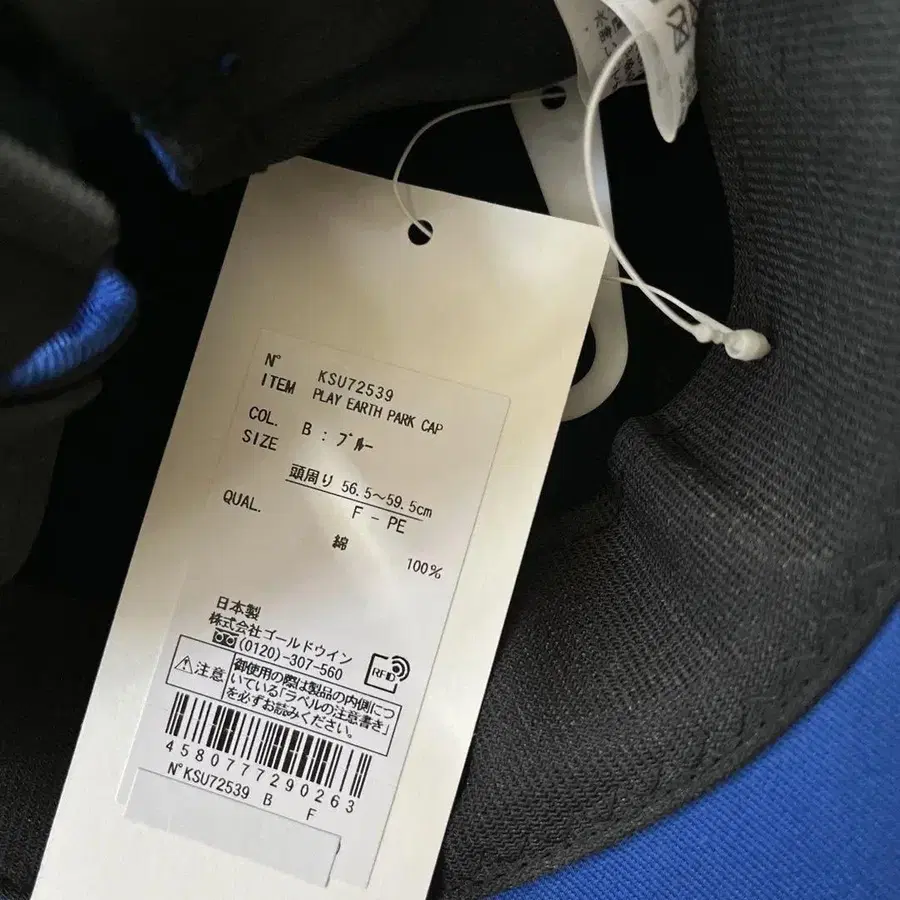 N° KSU72539
ITEM PLAY EARTH PARK CAP
COL. B : ブルー
SIZE
頭周り 56.5～59.5cm
F - PE
QUAL.
綿 100%
日本製
株式会社ゴールドウイン
(0120)-307-560
RFID
注意
御使用の際は製品の内側につ
いている「ラベルの注意書き」
を必ずお読みください。
4580777290263
N°KSU72539 B F